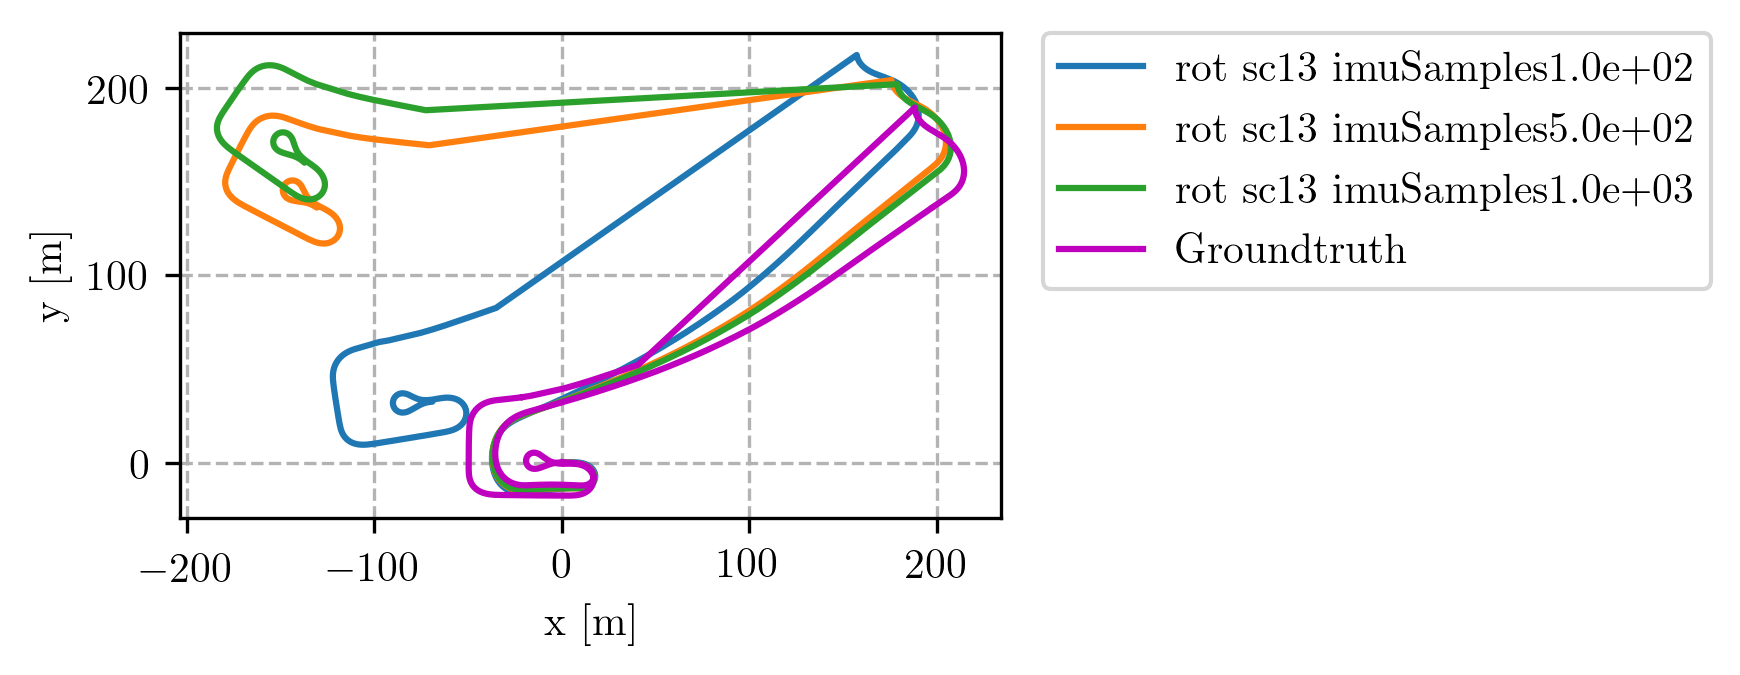 200
100
0
y [m]
−200
−100
0
100
200
x [m]
rot sc13 imuSamples1.0e+02
rot sc13 imuSamples5.0e+02
rot sc13 imuSamples1.0e+03
Groundtruth